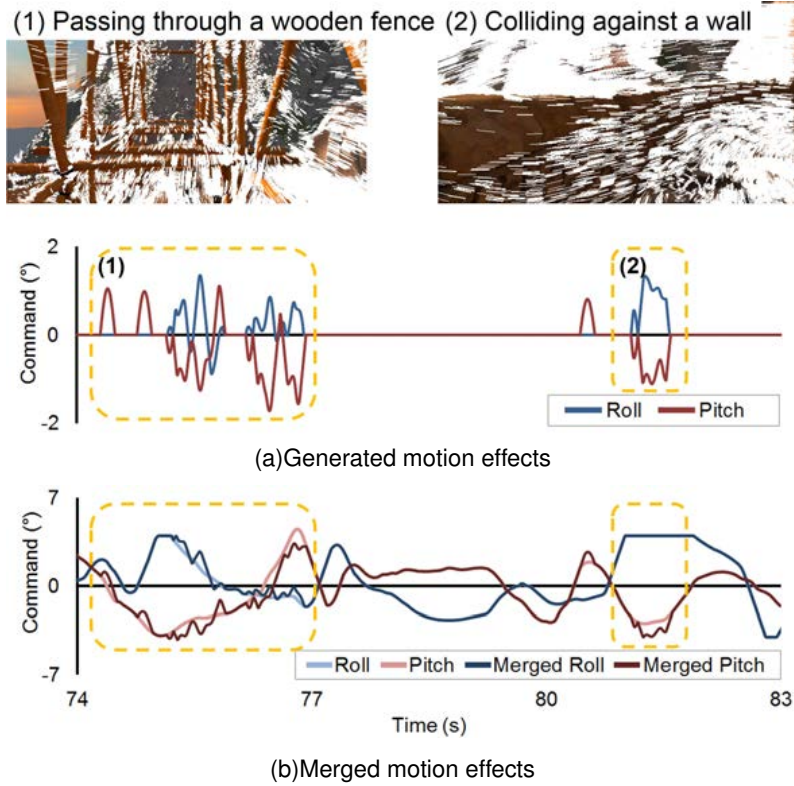 (1) Passing through a wooden fence (2) Colliding against a wall
2
(1)
(2)
Command (°)
0
-2
Roll Pitch
(a)Generated motion effects
7
Command (°)
0
-7
Roll Pitch Merged Roll Merged Pitch
74 77 80 83
Time (s)
(b)Merged motion effects